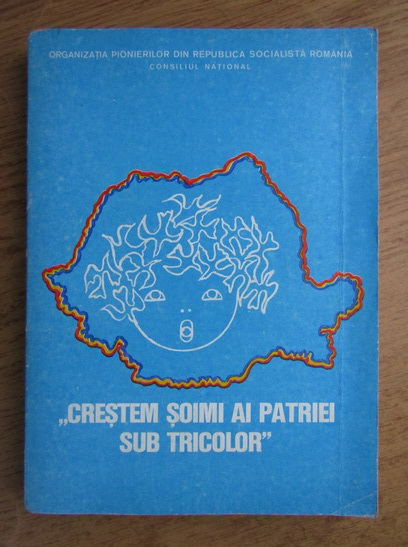 ORGANIZAȚIA PIONIERILOR DIN REPUBLICA SOCIALISTĂ ROMÂNIA
CONSILIUL NAȚIONAL
„CREȘTEM ȘOIMI AI PATRIEI
SUB TRICOLOR”